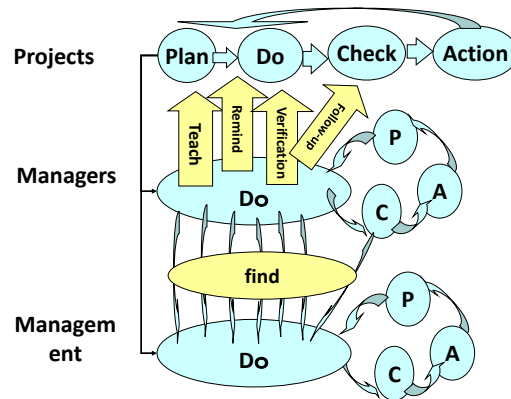 Projects
Plan
Do
Check
Action
Teach
Remind
Verification
Follow-up
Managers
Do
P
A
C
find
Managem
ent
Do
P
A
C